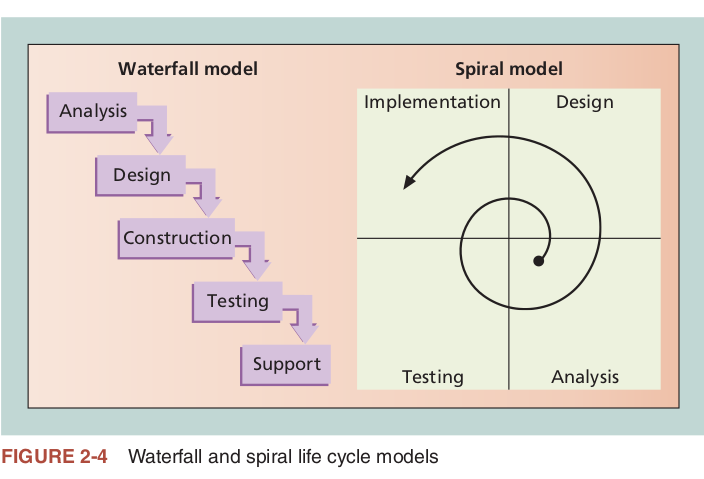 Waterfall model
Analysis
Design
Construction
Testing
Support
Spiral model
Implementation
Design
Testing
Analysis
FIGURE 2-4 Waterfall and spiral life cycle models